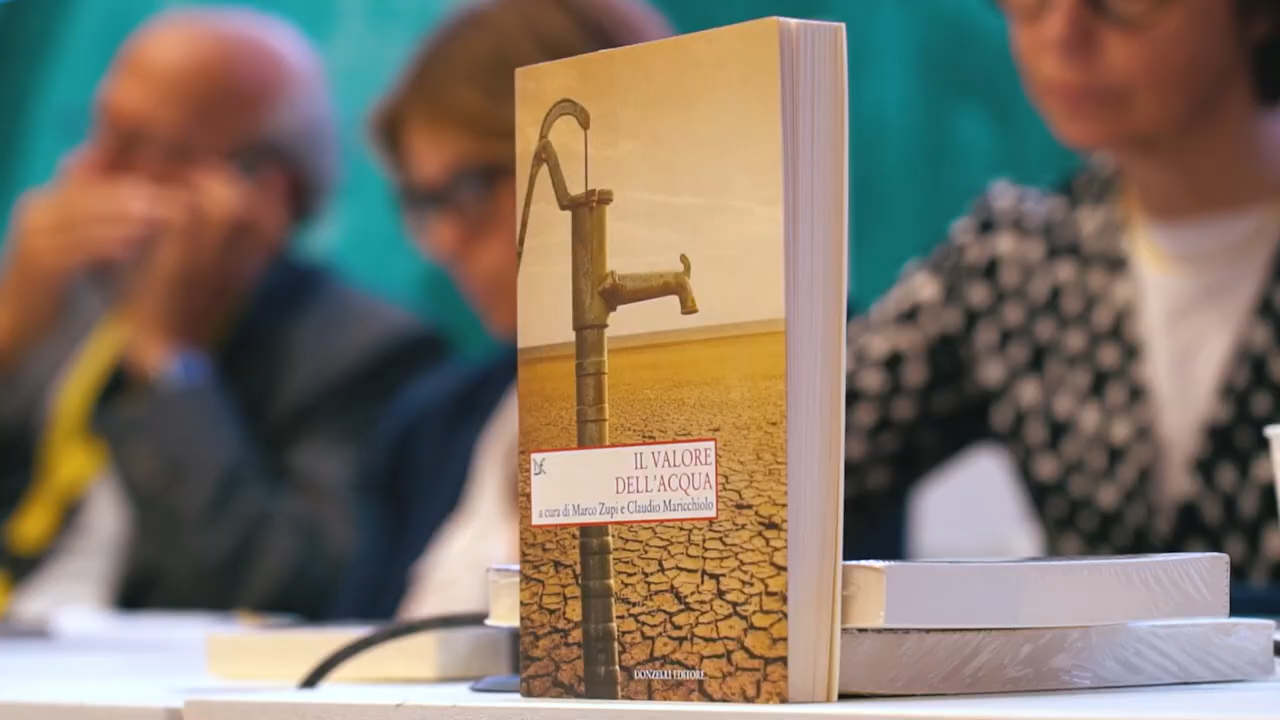 IL VALORE
DELL'ACQUA
a cura di Marco Zupi e Claudio Maricchiolo
DONZELLI EDITORE